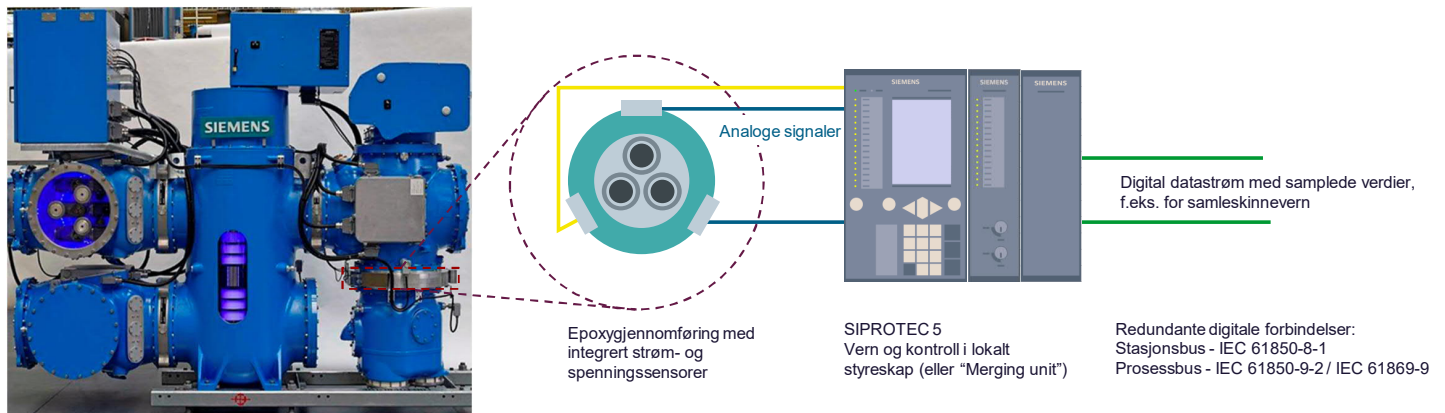 SIEMENS
Analoge signaler
SIEMENS
SIEMENS
SIEMENS
Digital datastrøm med samplede verdier,
f.eks. for samleskinnevern
Epoxygjennomføring med
integrert strøm- og
spenningssensorer
SIPROTEC 5
Vern og kontroll i lokalt
styreskap (eller “Merging unit”)
Redundante digitale forbindelser:
Stasjonsbus - IEC 61850-8-1
Prosessbus - IEC 61850-9-2 / IEC 61869-9